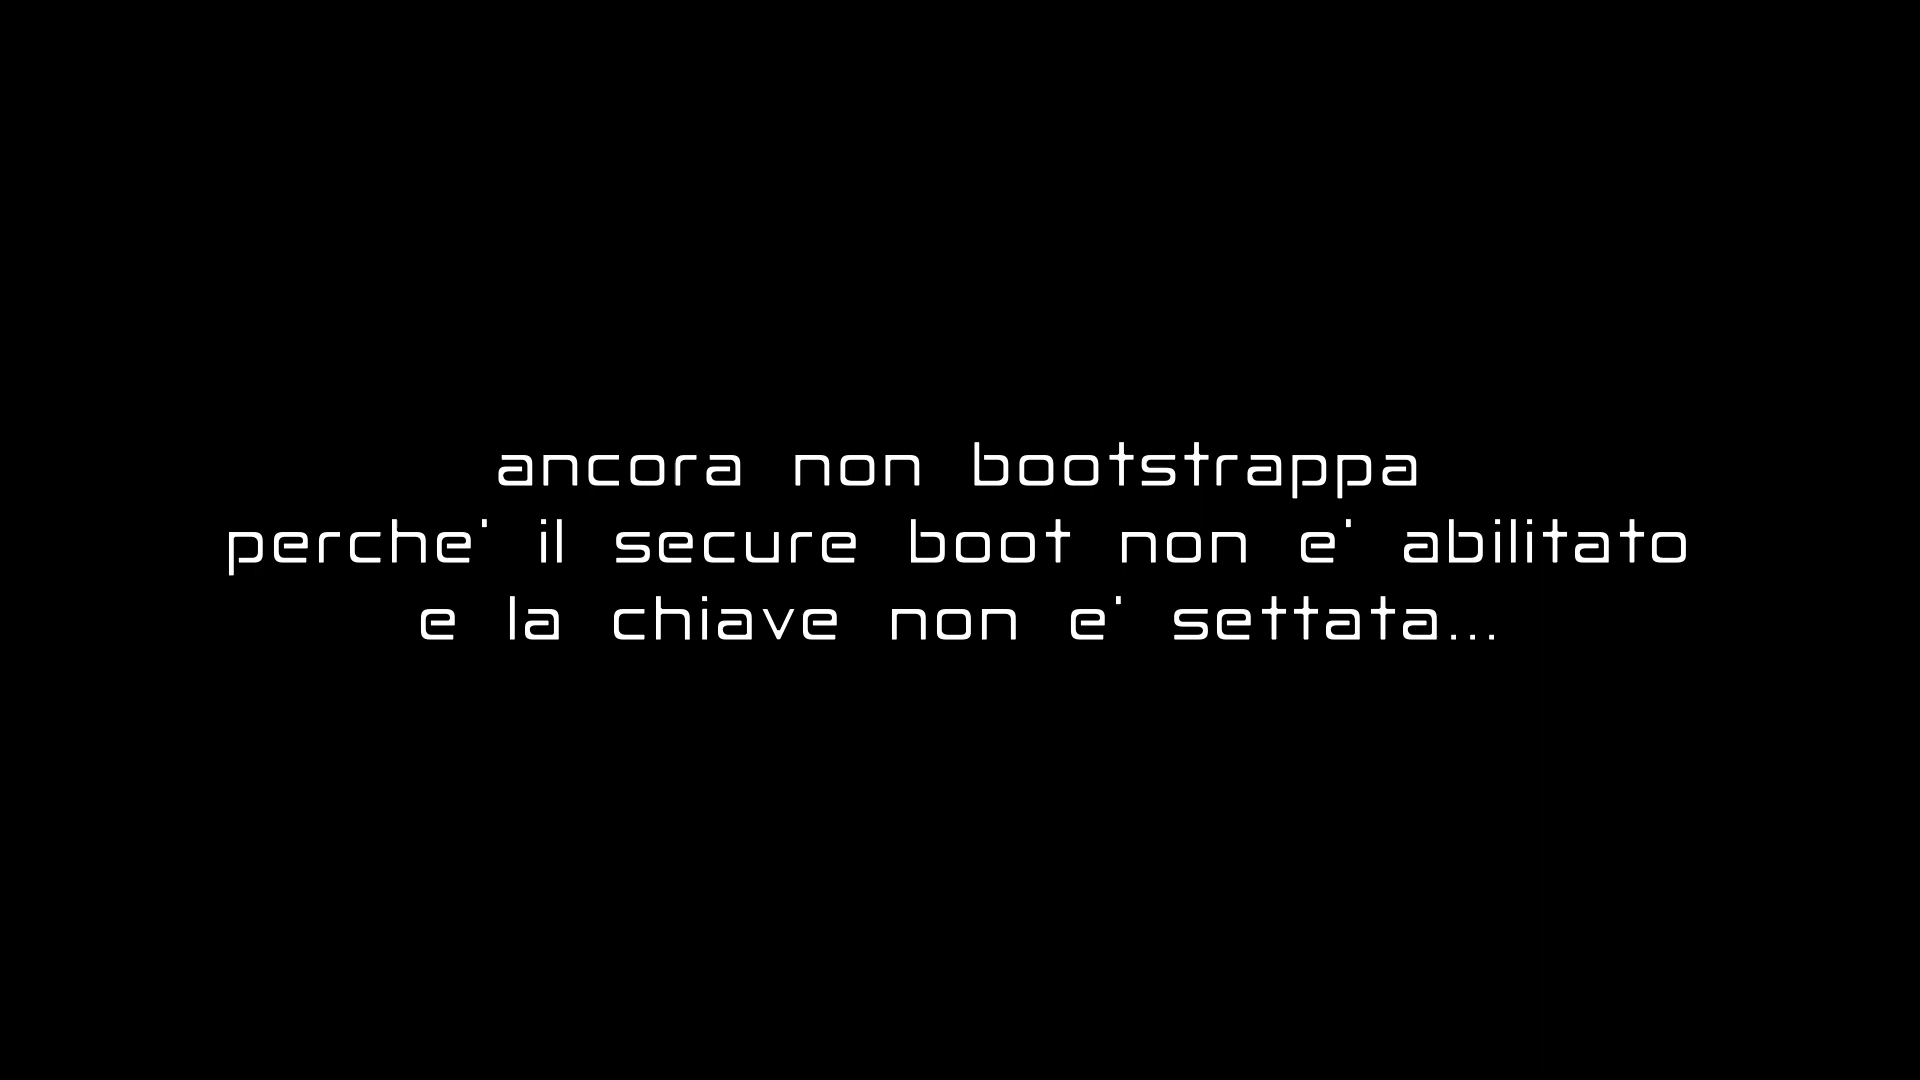 ancora non bootstrappa
perche' il secure boot non e' abilitato
e la chiave non e' settata...